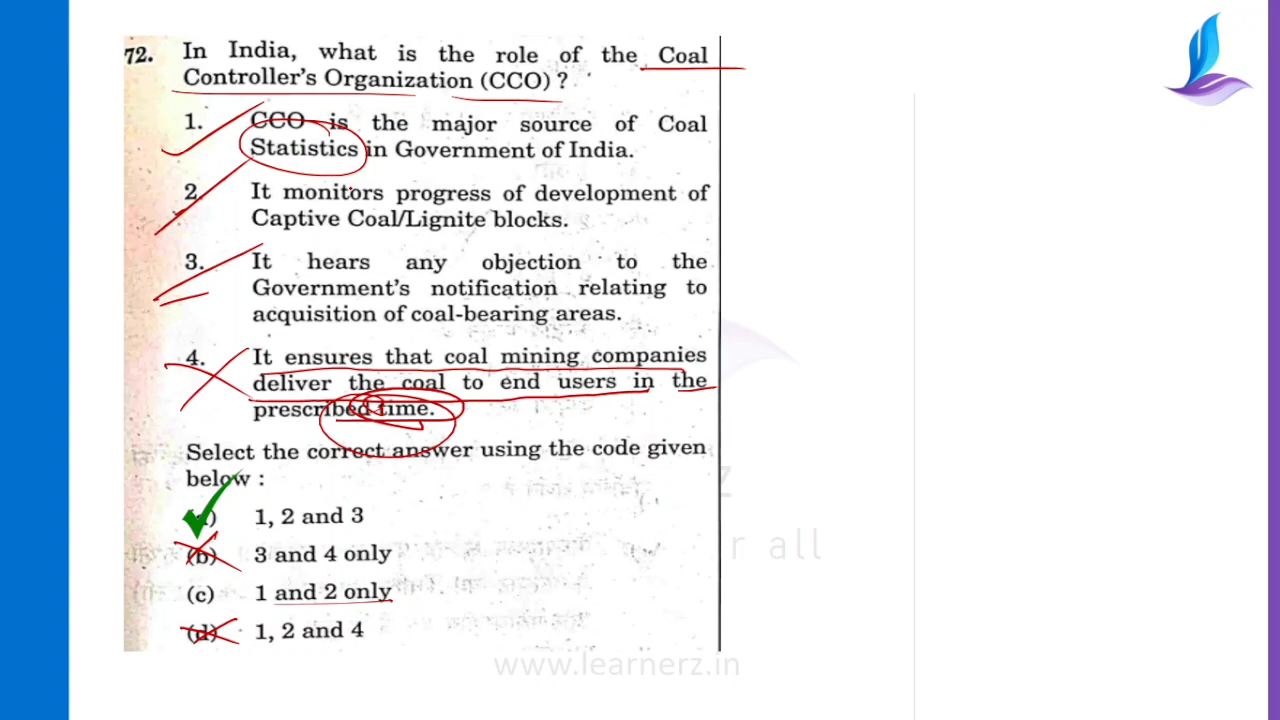 72. In India, what is the role of the Coal
Controller's Organization (CCO) ?
1. CCO is the major source of Coal
Statistics in Government of India.
2. It monitors progress of development of
Captive Coal/Lignite blocks.
3. It hears any objection to the
Government's notification relating to
acquisition of coal-bearing areas.
4. It ensures that coal mining companies
deliver the coal to end users in the
prescribed time.
Select the correct answer using the code given
below :
(a) 1, 2 and 3
(b) 3 and 4 only
(c) 1 and 2 only
(d) 1, 2 and 4
z
r all
www.learnerz.in